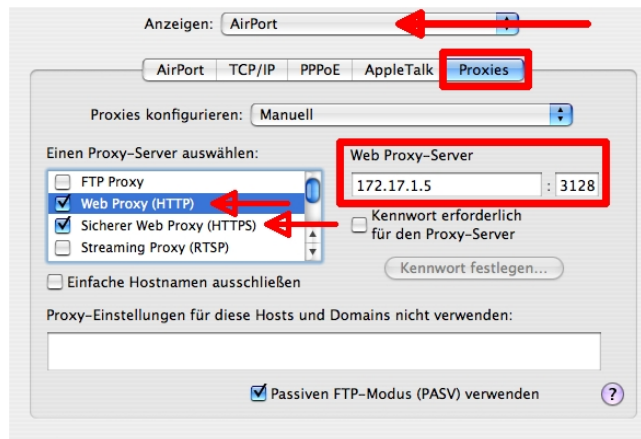 Anzeigen: AirPort
AirPort TCP/IP PPPoE AppleTalk Proxies
Proxies konfigurieren: Manuell
Einen Proxy-Server auswählen:
FTP Proxy
Web Proxy (HTTP)
Sicherer Web Proxy (HTTPS)
Streaming Proxy (RTSP)
Einfache Hostnamen ausschließen
Web Proxy-Server
172.17.1.5 : 3128
Kennwort erforderlich
für den Proxy-Server
Kennwort festlegen...
Proxy-Einstellungen für diese Hosts und Domains nicht verwenden:
Passiven FTP-Modus (PASV) verwenden ?